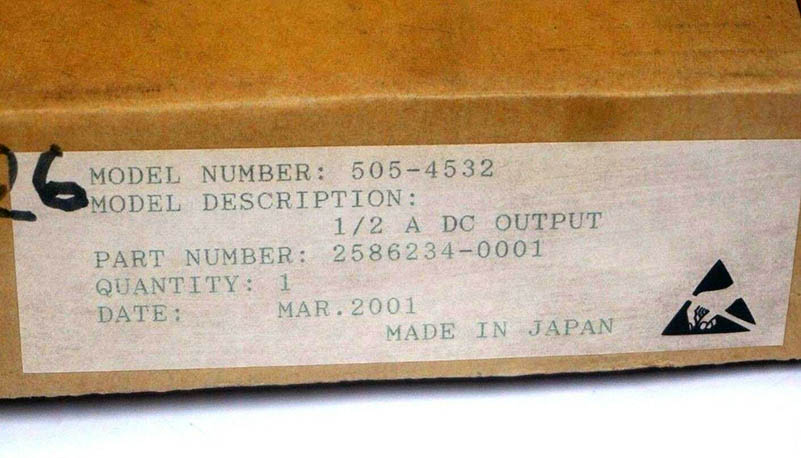 26
MODEL NUMBER: 505-4532
MODEL DESCRIPTION:
1/2 A DC OUTPUT
PART NUMBER: 2586234-0001
QUANTITY: 1
DATE: MAR.2001
MADE IN JAPAN